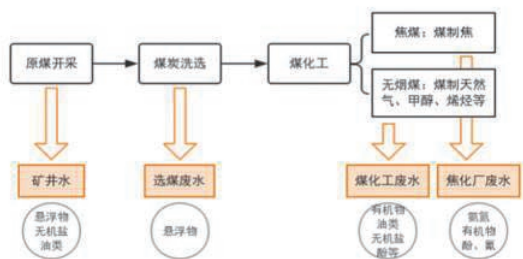 焦煤：煤制焦
原煤开采
煤炭洗选
煤化工
无烟煤：煤制天然
气、甲醇、烯烃等
矿井水
选煤废水
煤化工废水
焦化厂废水
悬浮物
无机盐
油类
悬浮物
有机物
油类
无机盐
酚等
氨氮
有机物
酚、氰